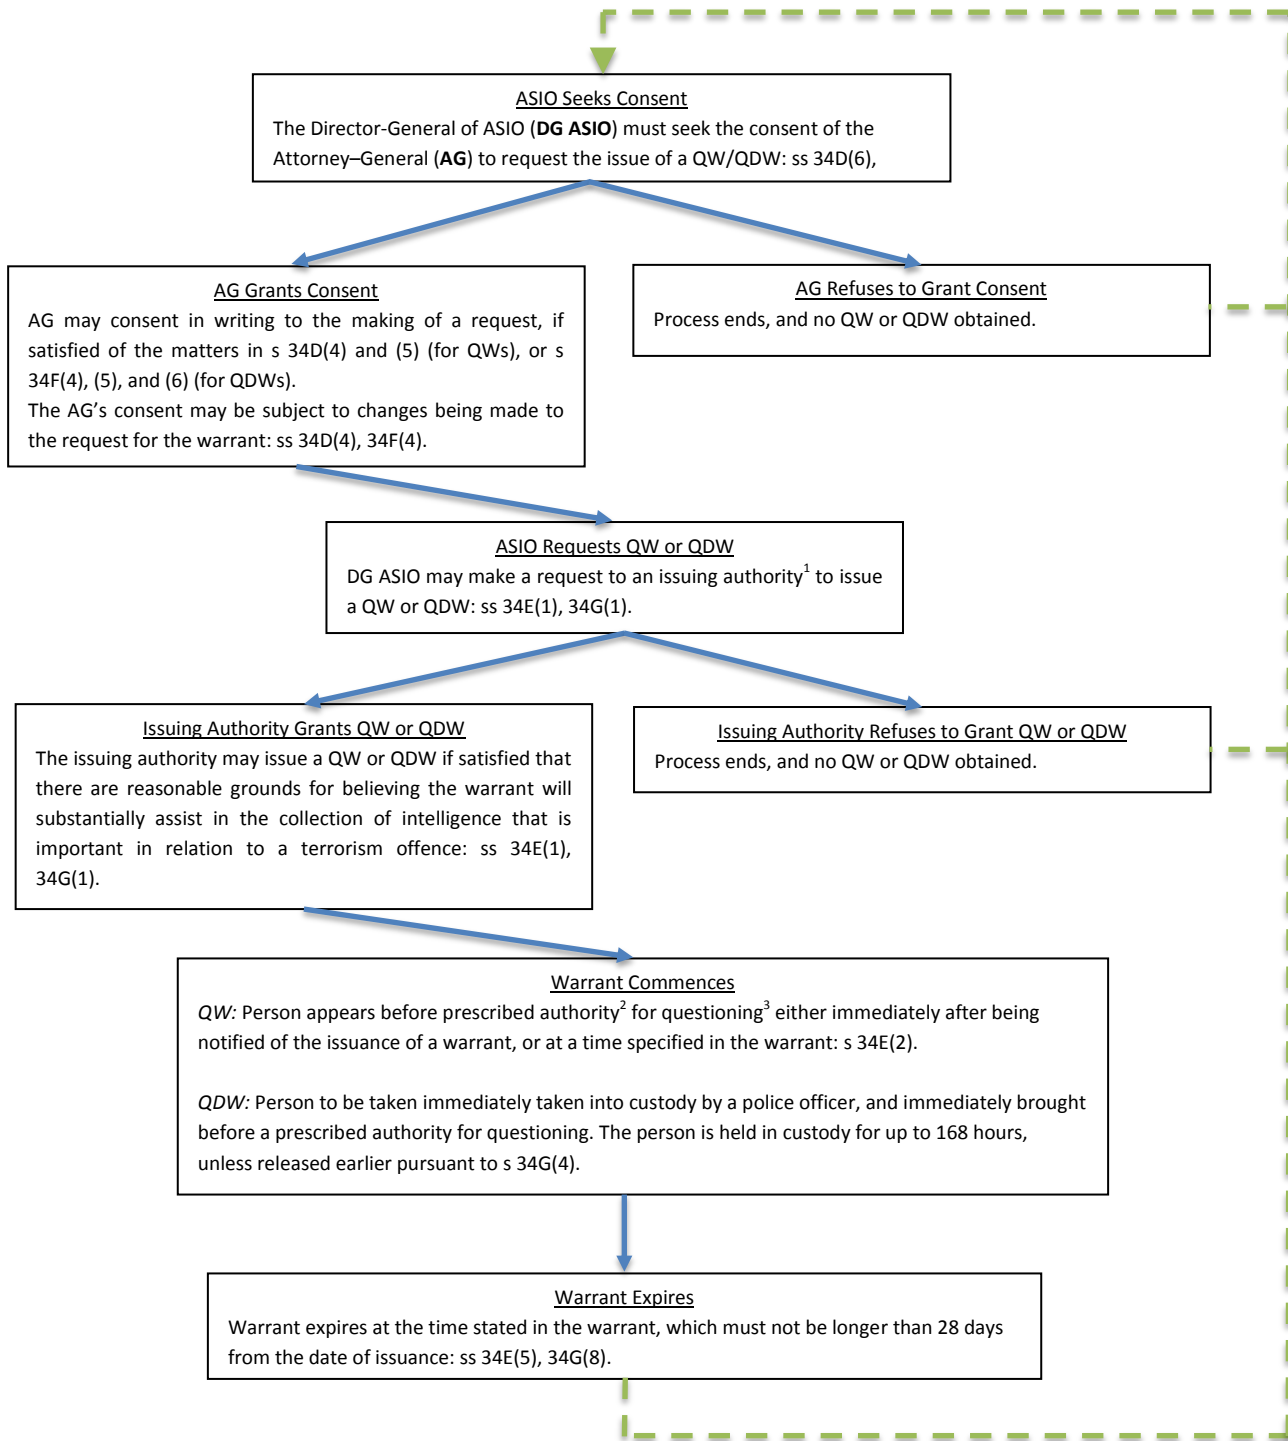 ASIO Seeks Consent
The Director-General of ASIO (DG ASIO) must seek the consent of the
Attorney–General (AG) to request the issue of a QW/QDW: ss 34D(6),
AG Grants Consent
AG may consent in writing to the making of a request, if
satisfied of the matters in s 34D(4) and (5) (for QWs), or s
34F(4), (5), and (6) (for QDWs).
The AG’s consent may be subject to changes being made to
the request for the warrant: ss 34D(4), 34F(4).
AG Refuses to Grant Consent
Process ends, and no QW or QDW obtained.
ASIO Requests QW or QDW
DG ASIO may make a request to an issuing authority1 to issue
a QW or QDW: ss 34E(1), 34G(1).
Issuing Authority Grants QW or QDW
The issuing authority may issue a QW or QDW if satisfied that
there are reasonable grounds for believing the warrant will
substantially assist in the collection of intelligence that is
important in relation to a terrorism offence: ss 34E(1),
34G(1).
Issuing Authority Refuses to Grant QW or QDW
Process ends, and no QW or QDW obtained.
Warrant Commences
QW: Person appears before prescribed authority2 for questioning3 either immediately after being
notified of the issuance of a warrant, or at a time specified in the warrant: s 34E(2).
QDW: Person to be taken immediately taken into custody by a police officer, and immediately brought
before a prescribed authority for questioning. The person is held in custody for up to 168 hours,
unless released earlier pursuant to s 34G(4).
Warrant Expires
Warrant expires at the time stated in the warrant, which must not be longer than 28 days
from the date of issuance: ss 34E(5), 34G(8).